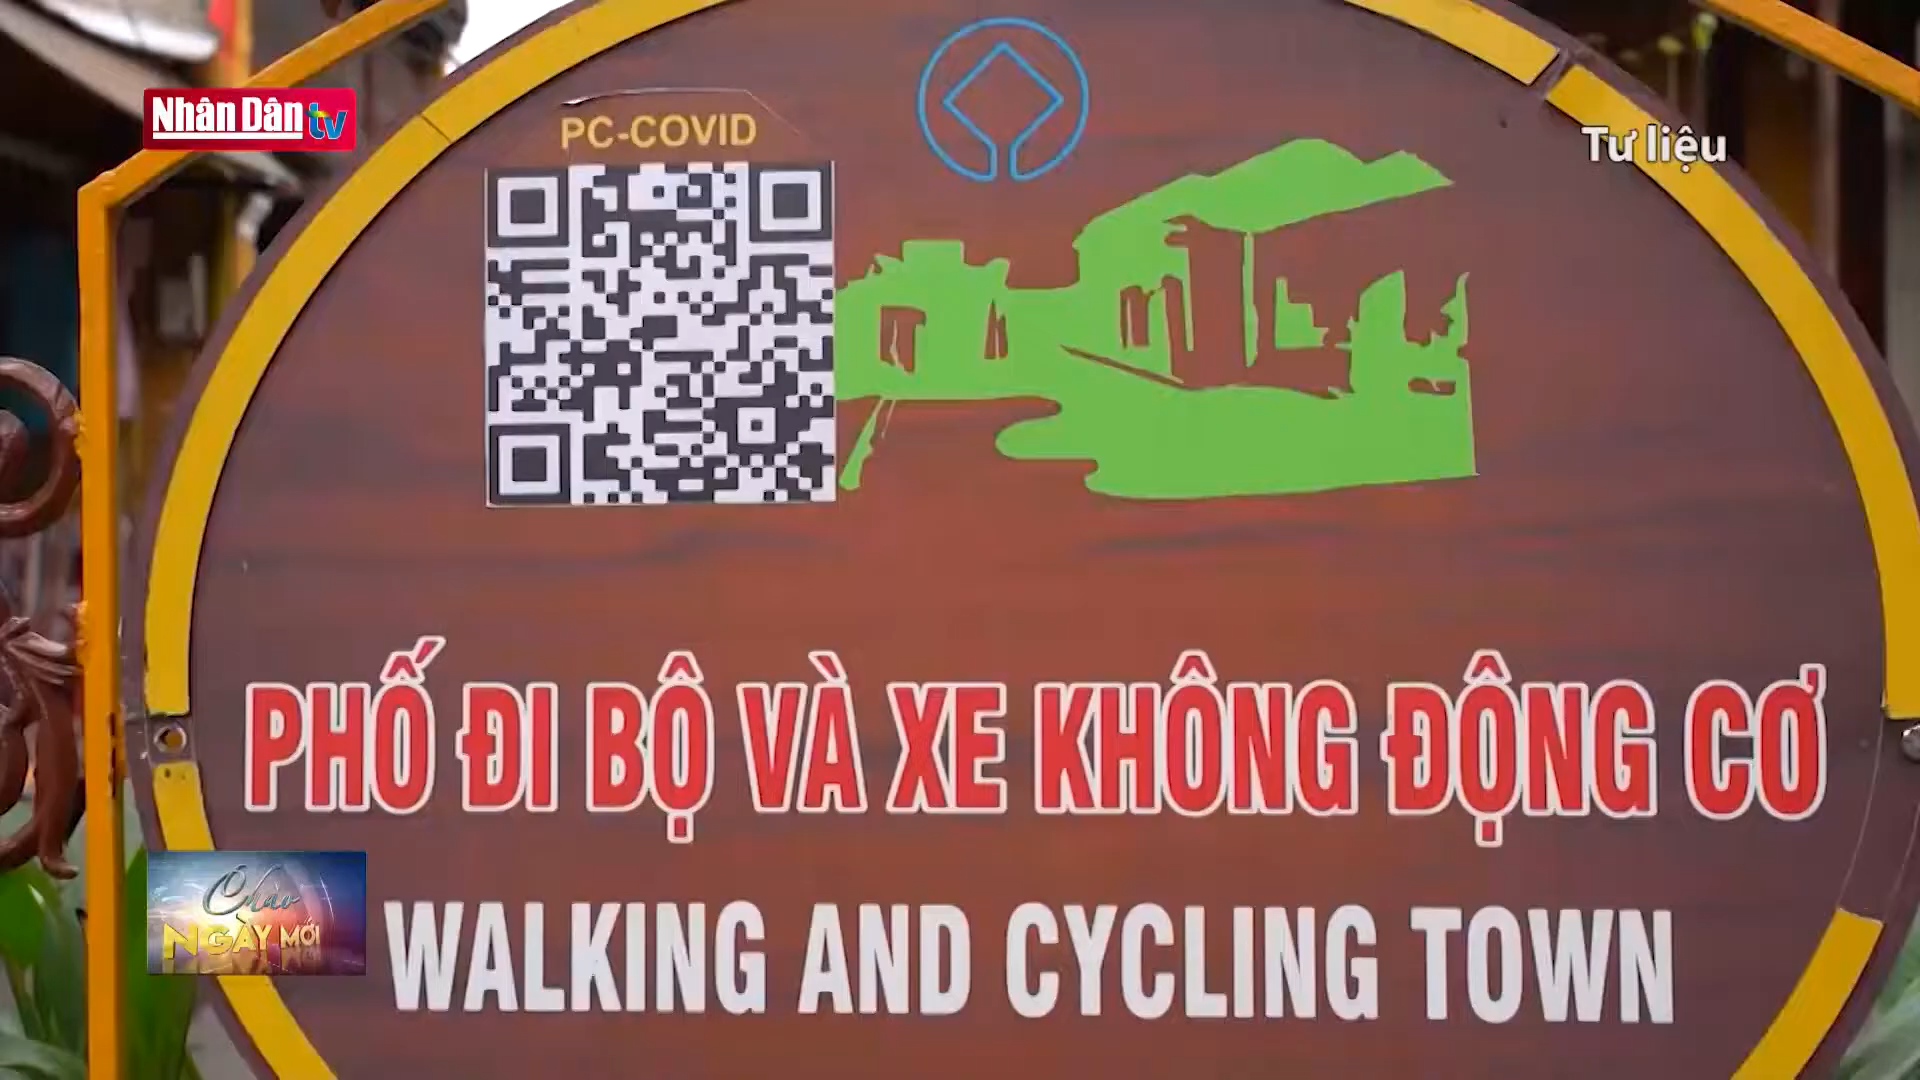 Nhân Dân tv
PC-COVID
Tư liệu
PHỐ ĐI BỘ VÀ XE KHÔNG ĐỘNG CƠ
Chào
NGÀY MỚI
WALKING AND CYCLING TOWN